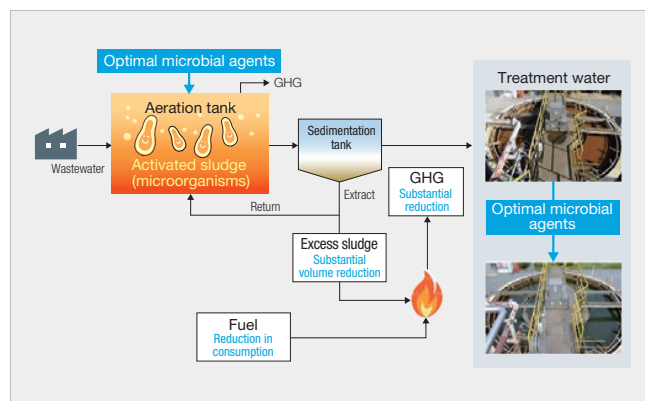 Optimal microbial agents
GHG
Aeration tank
Activated sludge
(microorganisms)
Wastewater
Sedimentation
tank
Extract
Return
GHG
Substantial
reduction
Excess sludge
Substantial
volume reduction
Fuel
Reduction in
consumption
Treatment water
Optimal microbial
agents